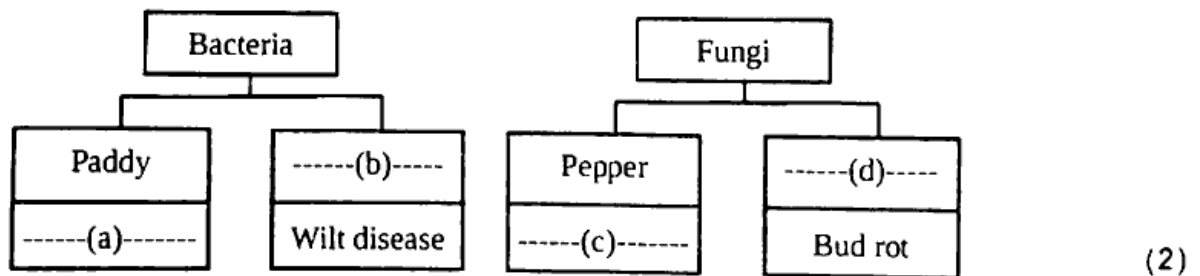 Bacteria
Fungi
Paddy
------(a)-------
------(b)-----
Wilt disease
Pepper
------(c)-------
------(d)-----
Bud rot
(2)